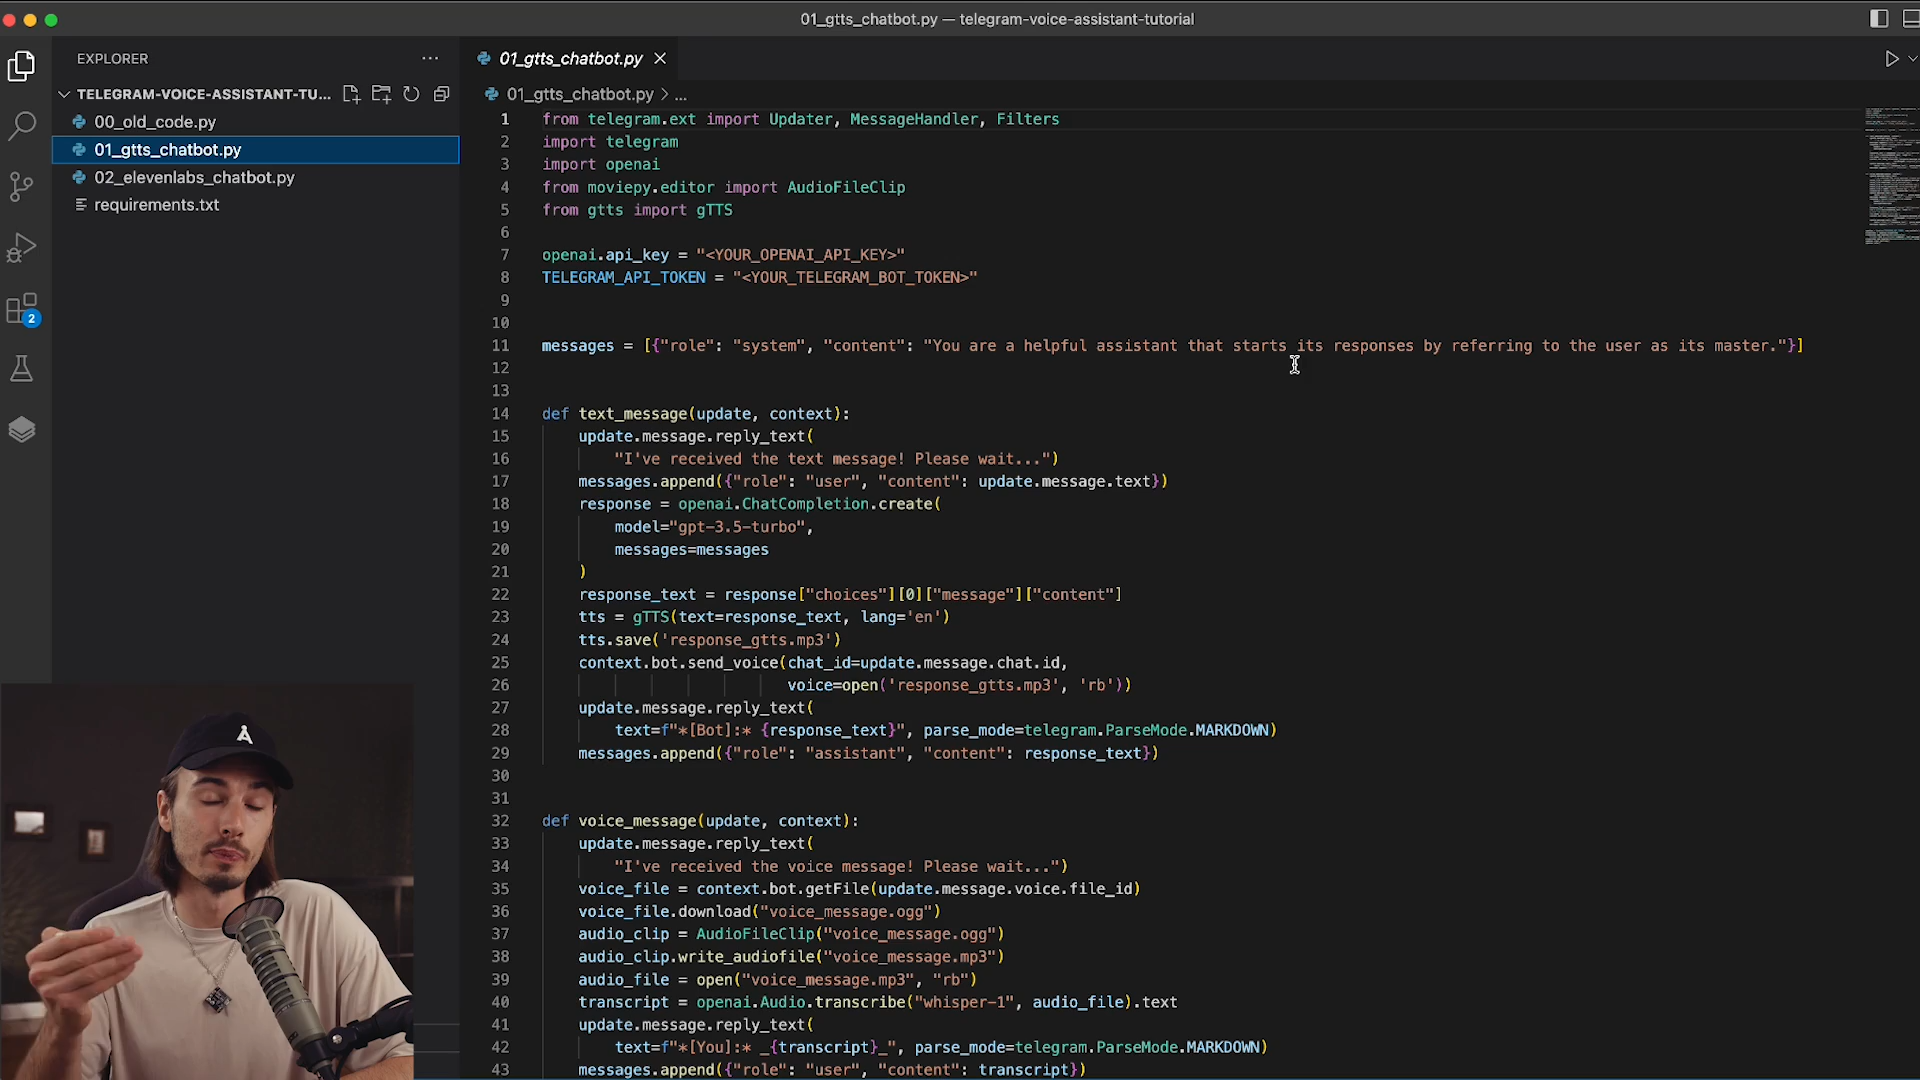 01_gtts_chatbot.py — telegram-voice-assistant-tutorial
EXPLORER
TELEGRAM-VOICE-ASSISTANT-TU...
00_old_code.py
01_gtts_chatbot.py
02_elevenlabs_chatbot.py
requirements.txt
2
01_gtts_chatbot.py
01_gtts_chatbot.py > ...
1 from telegram.ext import Updater, MessageHandler, Filters
2 import telegram
3 import openai
4 from moviepy.editor import AudioFileClip
5 from gtts import gTTS
6
7 openai.api_key = "<YOUR_OPENAI_API_KEY>"
8 TELEGRAM_API_TOKEN = "<YOUR_TELEGRAM_BOT_TOKEN>"
9
10
11 messages = [{"role": "system", "content": "You are a helpful assistant that starts its responses by referring to the user as its master."}]
12
13
14 def text_message(update, context):
15 update.message.reply_text(
16 "I've received the text message! Please wait...")
17 messages.append({"role": "user", "content": update.message.text})
18 response = openai.ChatCompletion.create(
19 model="gpt-3.5-turbo",
20 messages=messages
21 )
22 response_text = response["choices"][0]["message"]["content"]
23 tts = gTTS(text=response_text, lang='en')
24 tts.save('response_gtts.mp3')
25 context.bot.send_voice(chat_id=update.message.chat.id,
26 voice=open('response_gtts.mp3', 'rb'))
27 update.message.reply_text(
28 text=f"*[Bot]:* {response_text}", parse_mode=telegram.ParseMode.MARKDOWN)
29 messages.append({"role": "assistant", "content": response_text})
30
31
32 def voice_message(update, context):
33 update.message.reply_text(
34 "I've received the voice message! Please wait...")
35 voice_file = context.bot.getFile(update.message.voice.file_id)
36 voice_file.download("voice_message.ogg")
37 audio_clip = AudioFileClip("voice_message.ogg")
38 audio_clip.write_audiofile("voice_message.mp3")
39 audio_file = open("voice_message.mp3", "rb")
40 transcript = openai.Audio.transcribe("whisper-1", audio_file).text
41 update.message.reply_text(
42 text=f"*[You]:* _{transcript}_", parse_mode=telegram.ParseMode.MARKDOWN)
43 messages.append({"role": "user", "content": transcript})